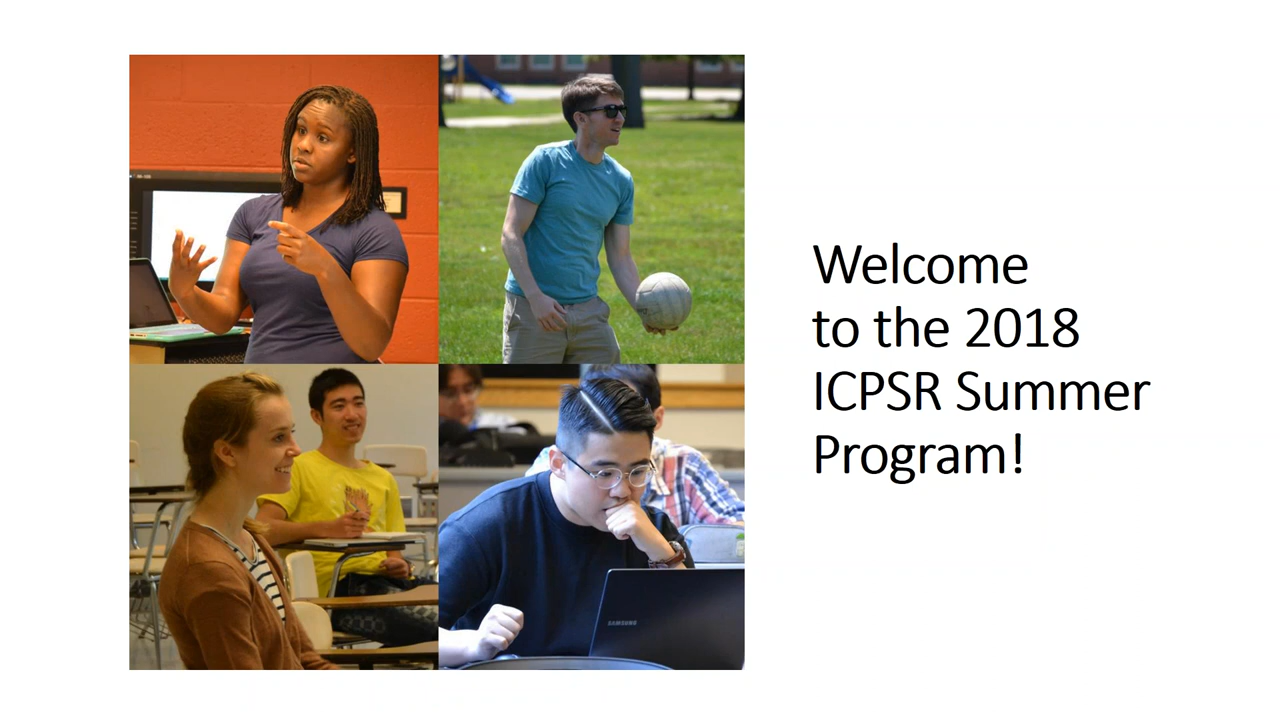 Welcome
to the 2018
ICPSR Summer
Program!
SAMSUNG